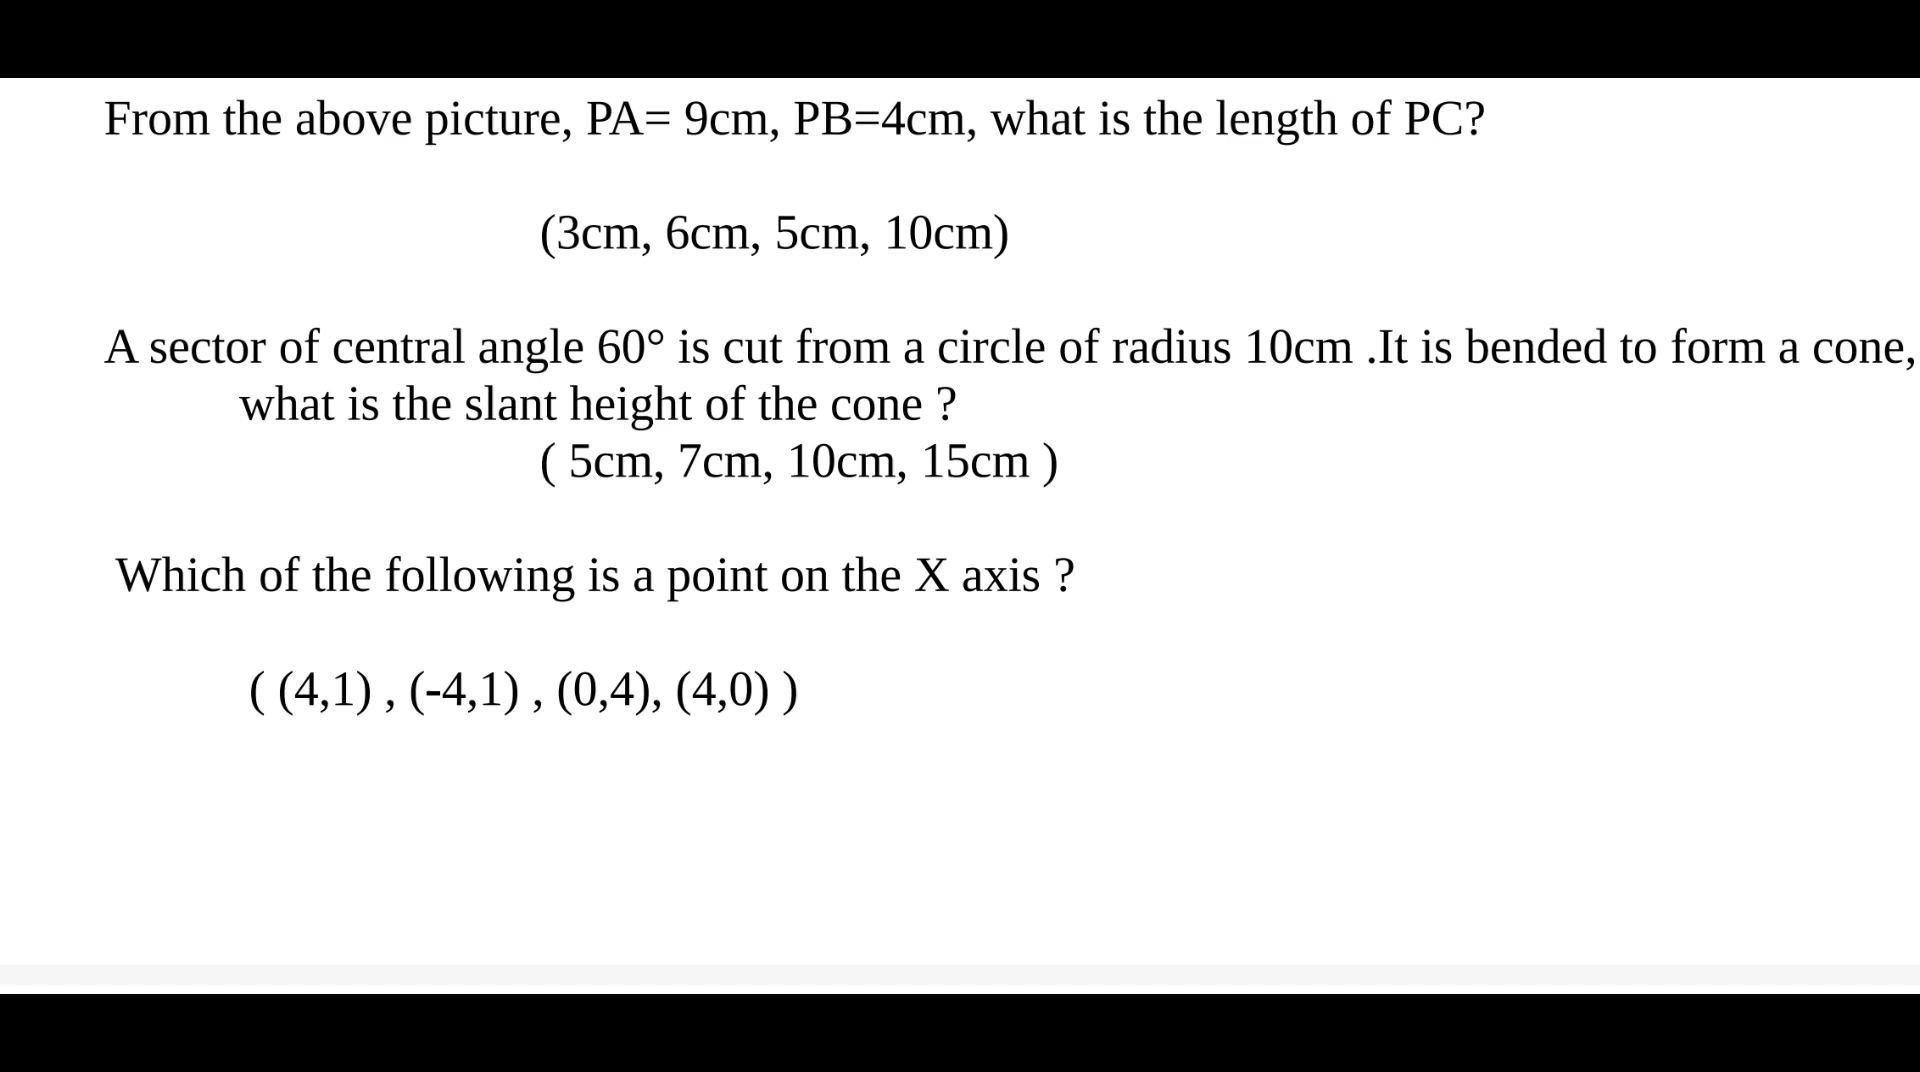 From the above picture, PA= 9cm, PB=4cm, what is the length of PC?
(3cm, 6cm, 5cm, 10cm)
A sector of central angle 60° is cut from a circle of radius 10cm .It is bended to form a cone,
what is the slant height of the cone ?
( 5cm, 7cm, 10cm, 15cm )
Which of the following is a point on the X axis ?
( (4,1) , (-4,1) , (0,4), (4,0) )